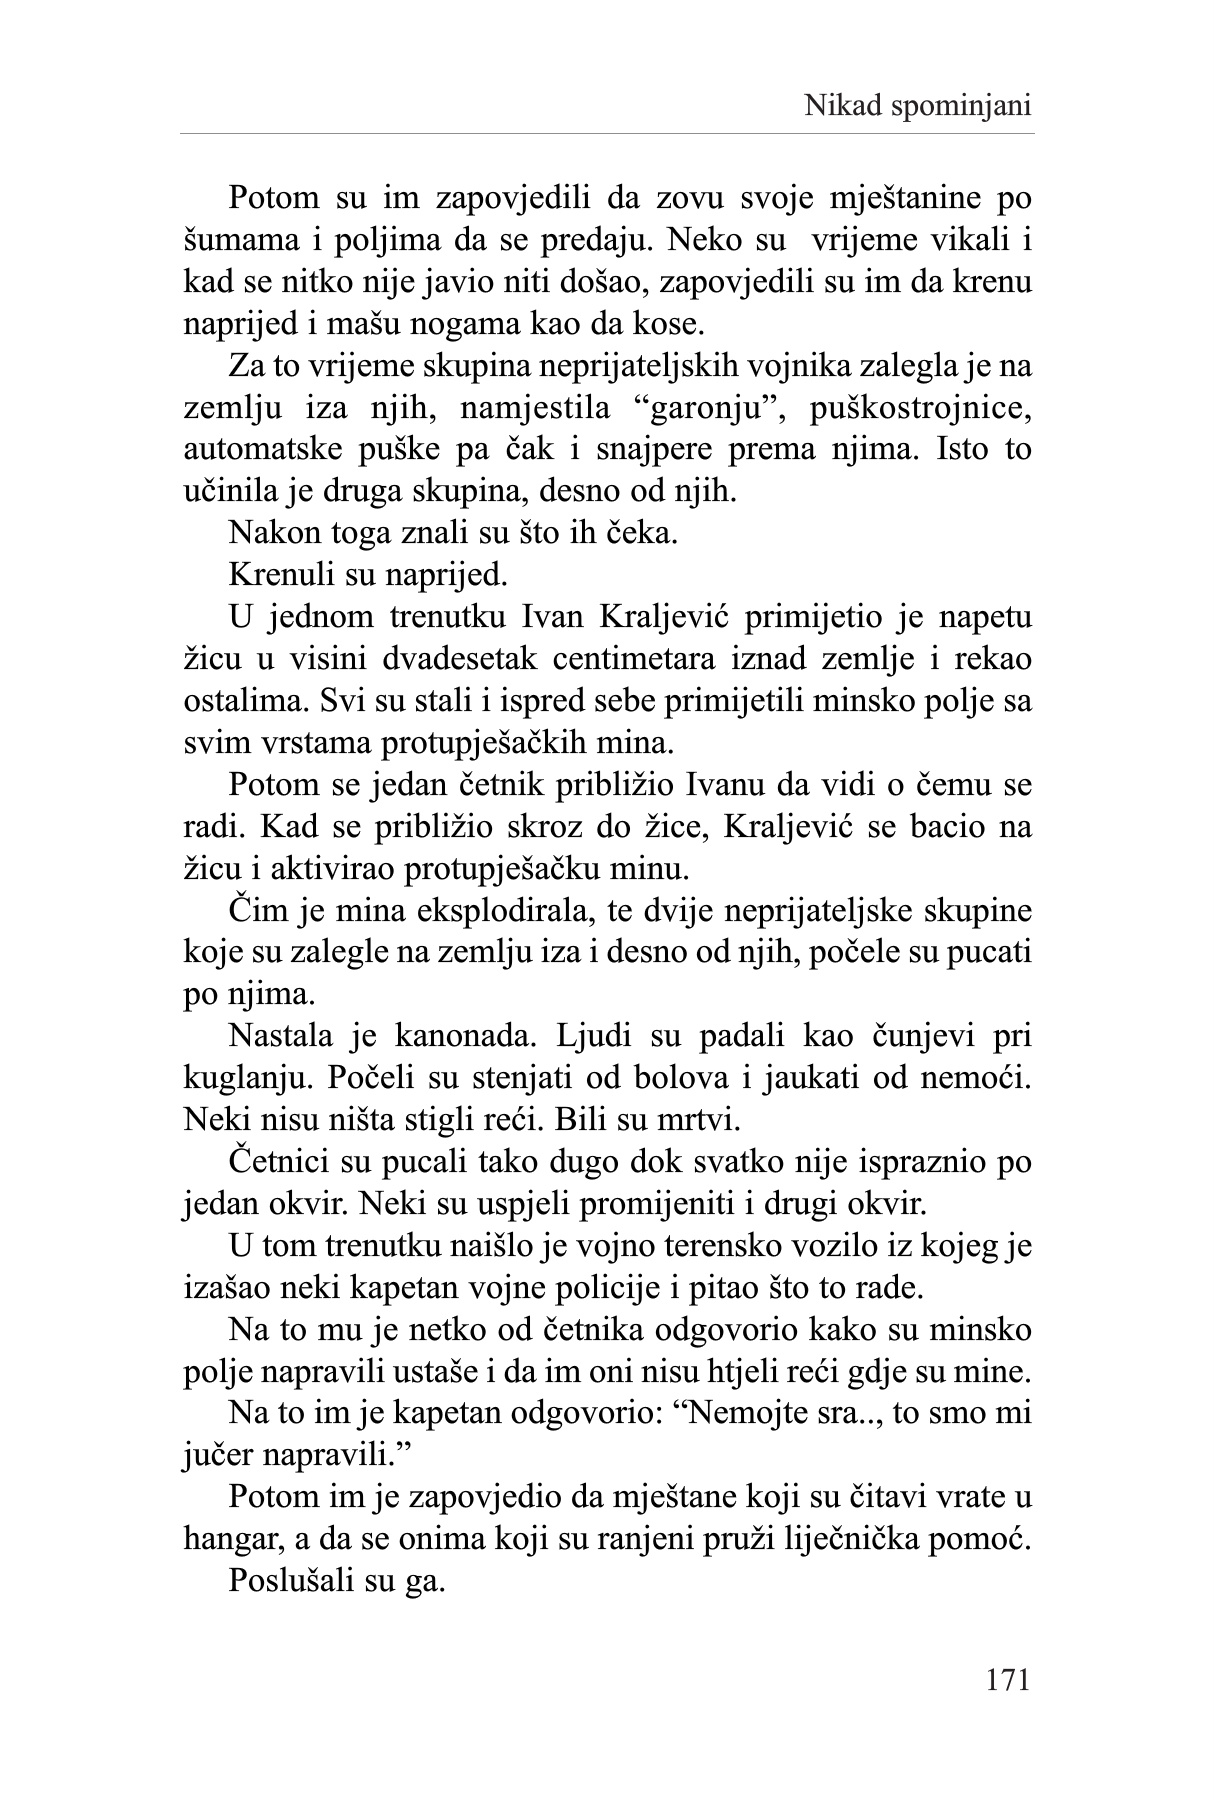 Nikad spominjani
Potom su im zapovjedili da zovu svoje mještanine po
šumama i poljima da se predaju. Neko su  vrijeme vikali i
kad se nitko nije javio niti došao, zapovjedili su im da krenu
naprijed i mašu nogama kao da kose.
Za to vrijeme skupina neprijateljskih vojnika zalegla je na
zemlju iza njih, namjestila “garonju”, puškostrojnice,
automatske puške pa čak i snajpere prema njima. Isto to
učinila je druga skupina, desno od njih.
Nakon toga znali su što ih čeka.
Krenuli su naprijed.
U jednom trenutku Ivan Kraljević primijetio je napetu
žicu u visini dvadesetak centimetara iznad zemlje i rekao
ostalima. Svi su stali i ispred sebe primijetili minsko polje sa
svim vrstama protupješačkih mina.
Potom se jedan četnik približio Ivanu da vidi o čemu se
radi. Kad se približio skroz do žice, Kraljević se bacio na
žicu i aktivirao protupješačku minu.
Čim je mina eksplodirala, te dvije neprijateljske skupine
koje su zalegle na zemlju iza i desno od njih, počele su pucati
po njima.
Nastala je kanonada. Ljudi su padali kao čunjevi pri
kuglanju. Počeli su stenjati od bolova i jaukati od nemoći.
Neki nisu ništa stigli reći. Bili su mrtvi.
Četnici su pucali tako dugo dok svatko nije ispraznio po
jedan okvir. Neki su uspjeli promijeniti i drugi okvir.
U tom trenutku naišlo je vojno terensko vozilo iz kojeg je
izašao neki kapetan vojne policije i pitao što to rade.
Na to mu je netko od četnika odgovorio kako su minsko
polje napravili ustaše i da im oni nisu htjeli reći gdje su mine.
Na to im je kapetan odgovorio: “Nemojte sra.., to smo mi
jučer napravili.”
Potom im je zapovjedio da mještane koji su čitavi vrate u
hangar, a da se onima koji su ranjeni pruži liječnička pomoć.
Poslušali su ga.
171